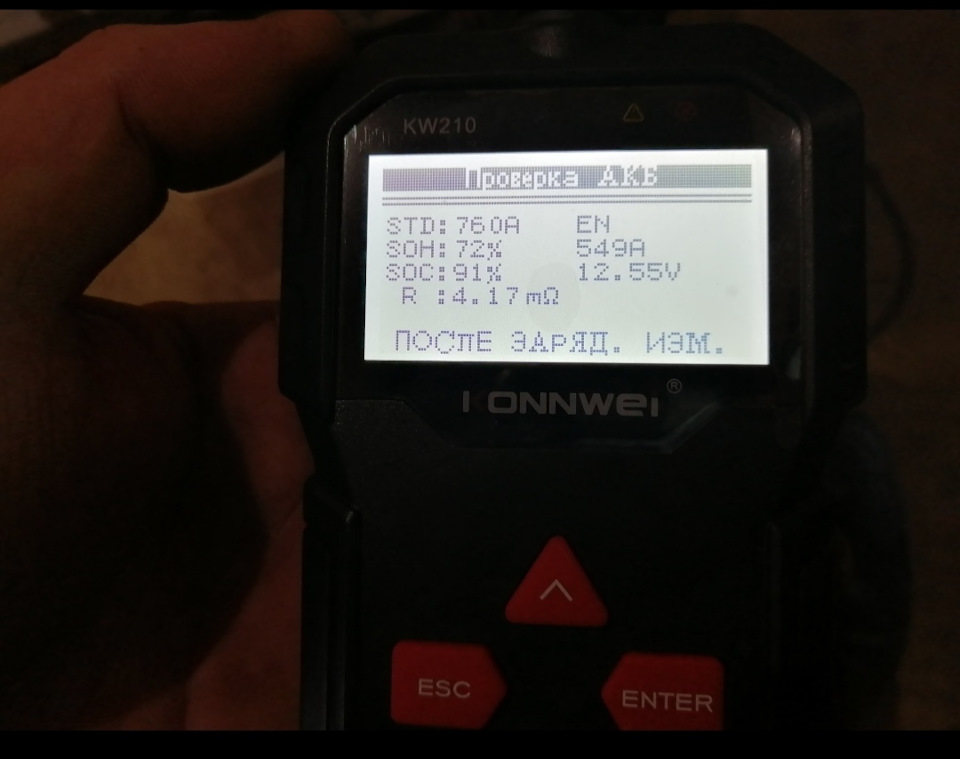 KW210
Проверка АКБ
STD:760A EN
SOH:72% 549A
SOC:91% 12.55V
R :4.17mΩ
ПОСЛЕ ЗАРЯД. ИЗМ.
KONNWEI®
ESC
ENTER